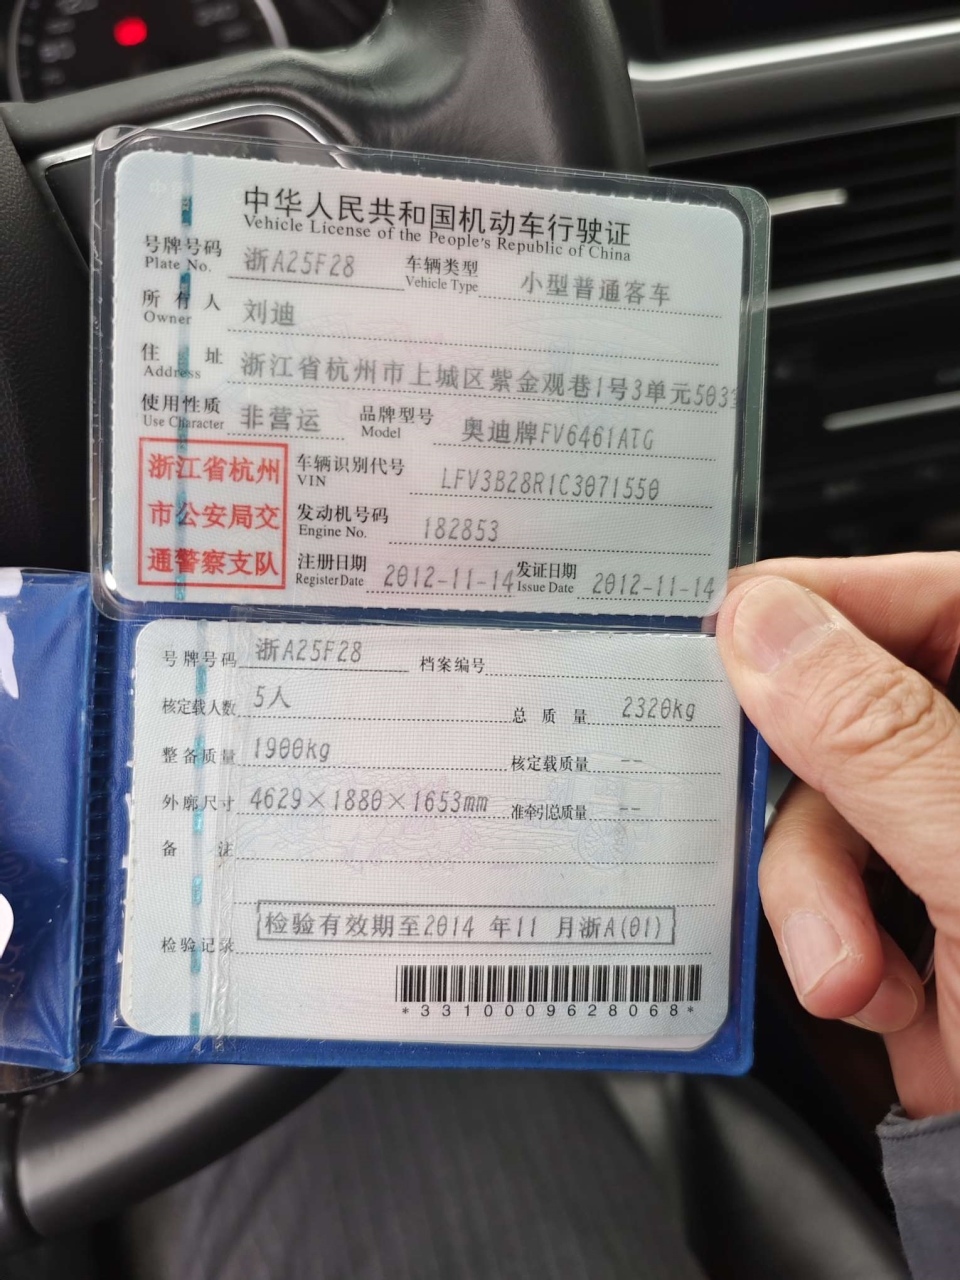 中华人民共和国机动车行驶证
Vehicle License of the People's Republic of China
号牌号码 浙A25F28 车辆类型 小型普通客车
Plate No. Vehicle Type
所有人 刘迪
Owner
住址 浙江省杭州市上城区紫金观巷1号3单元503
Address
使用性质 非营运 品牌型号 奥迪牌FV6461ATG
Use Character Model
浙江省杭州
市公安局交
通警察支队
车辆识别代号 LFV3B28R1C3071550
VIN
发动机号码 182853
Engine No.
注册日期 2012-11-14 发证日期 2012-11-14
Register Date Issue Date
号牌号码 浙A25F28 档案编号
核定载人数 5人 总质量 2320kg
整备质量 1900kg 核定载质量 --
外廓尺寸 4629×1880×1653mm 准牵引总质量 --
备注
检验记录 检验有效期至2014 年11 月浙A(01)
*3310009628068*